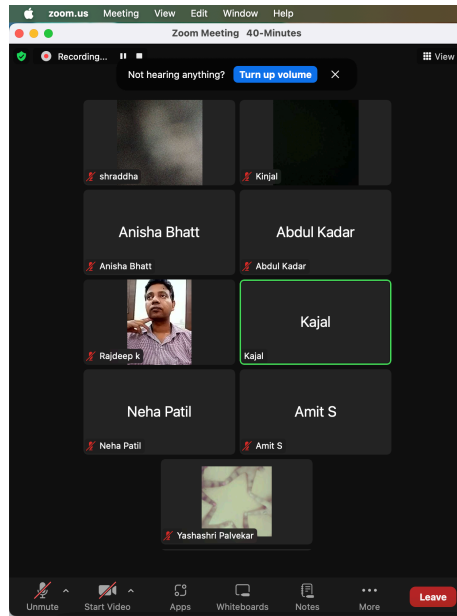 zoom.us Meeting View Edit Window Help
Zoom Meeting 40-Minutes
Recording... View
Not hearing anything? Turn up volume
shraddha Kinjal
Anisha Bhatt Abdul Kadar
Anisha Bhatt Abdul Kadar
Kajal
Rajdeep k Kajal
Neha Patil Amit S
Neha Patil Amit S
Yashashri Palvekar
Unmute Start Video Apps Whiteboards Notes More Leave